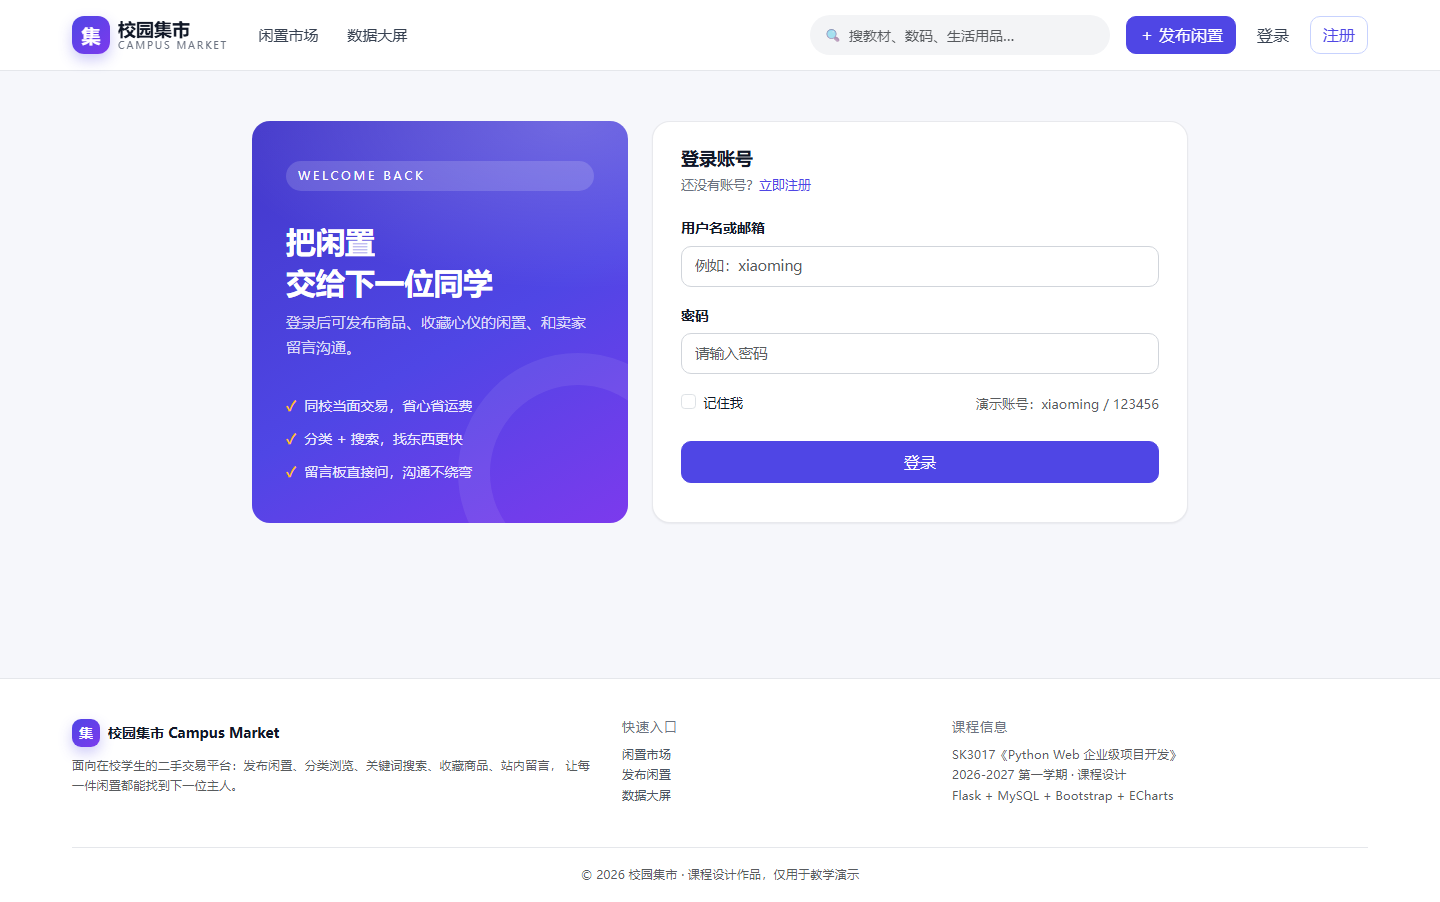 集
校园集市
CAMPUS MARKET
闲置市场
数据大屏
搜教材、数码、生活用品...
+ 发布闲置
登录
注册
WELCOME BACK
把闲置
交给下一位同学
登录后可发布商品、收藏心仪的闲置、和卖家
留言沟通。
✓ 同校当面交易，省心省运费
✓ 分类 + 搜索，找东西更快
✓ 留言板直接问，沟通不绕弯
登录账号
还没有账号？立即注册
用户名或邮箱
例如：xiaoming
密码
请输入密码
记住我
演示账号：xiaoming / 123456
登录
集
校园集市 Campus Market
面向在校学生的二手交易平台：发布闲置、分类浏览、关键词搜索、收藏商品、站内留言， 让每
一件闲置都能找到下一位主人。
快速入口
闲置市场
发布闲置
数据大屏
课程信息
SK3017《Python Web 企业级项目开发》
2026-2027 第一学期 · 课程设计
Flask + MySQL + Bootstrap + ECharts
© 2026 校园集市 · 课程设计作品，仅用于教学演示